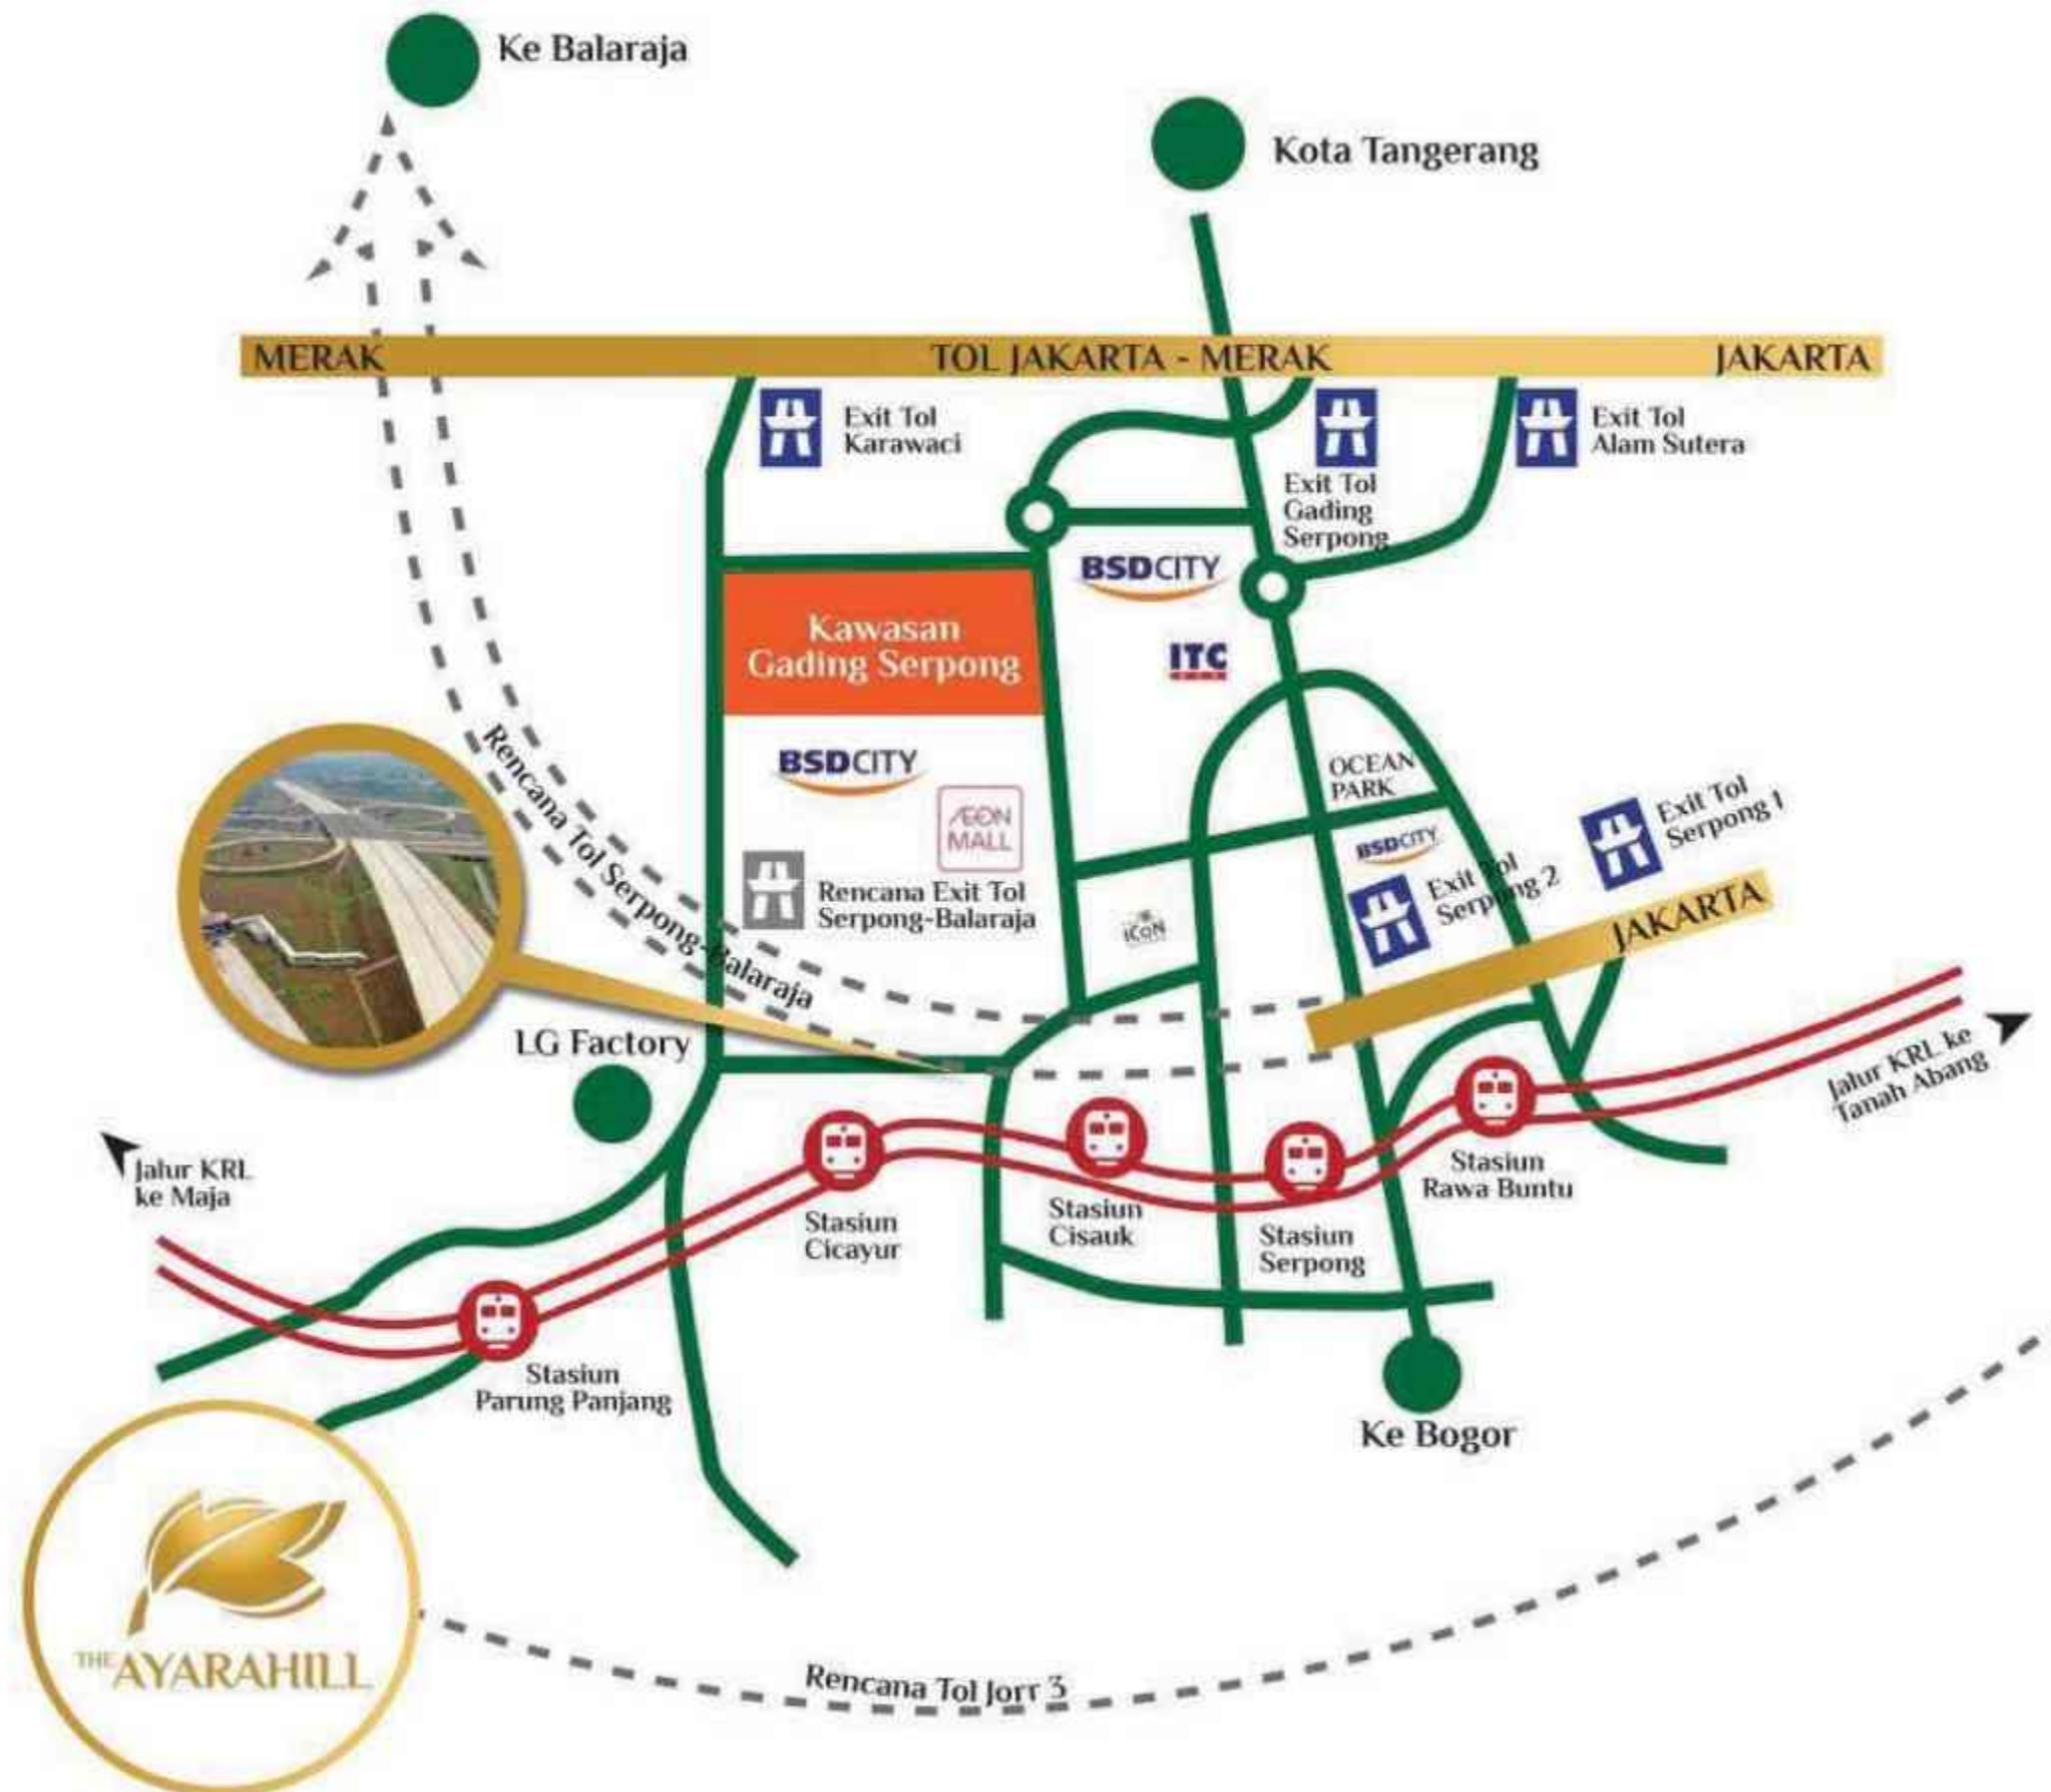 Ke Balaraja
Kota Tangerang
MERAK
TOL JAKARTA - MERAK
JAKARTA
Exit Tol
Karawaci
Exit Tol
Gading
Serpong
Exit Tol
Alam Sutera
BSDCITY
ITC
Kawasan
Gading Serpong
BSDCITY
ÆON
MALL
OCEAN
PARK
BSDCITY
Exit Tol
Serpong 1
Exit Tol
Serpong 2
JAKARTA
Rencana Exit Tol
Serpong-Balaraja
Rencana Tol Serpong-Balaraja
ICON
LG Factory
Jalur KRL ke
Tanah Abang
Jalur KRL
ke Maja
Stasiun
Cicayur
Stasiun
Cisauk
Stasiun
Serpong
Stasiun
Rawa Buntu
Stasiun
Parung Panjang
Ke Bogor
THE AYARAHILL
Rencana Tol Jorr 3